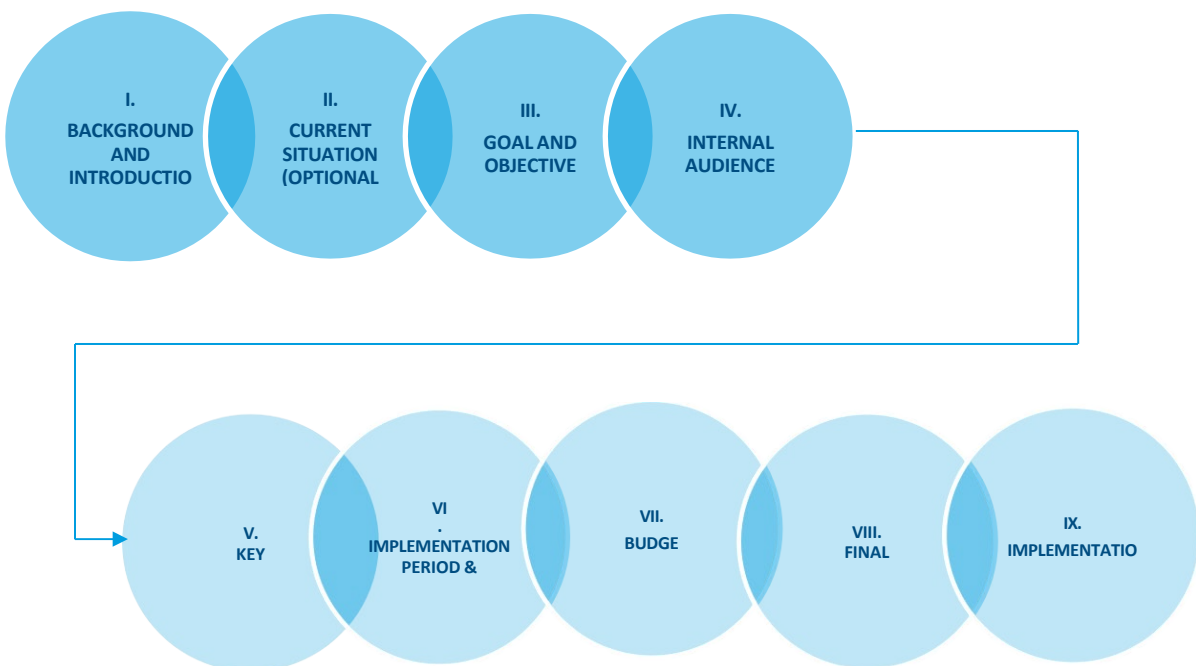 I.
BACKGROUND
AND
INTRODUCTIO
II.
CURRENT
SITUATION
(OPTIONAL
III.
GOAL AND
OBJECTIVE
IV.
INTERNAL
AUDIENCE
V.
KEY
VI
.
IMPLEMENTATION
PERIOD &
VII.
BUDGE
VIII.
FINAL
IX.
IMPLEMENTATIO